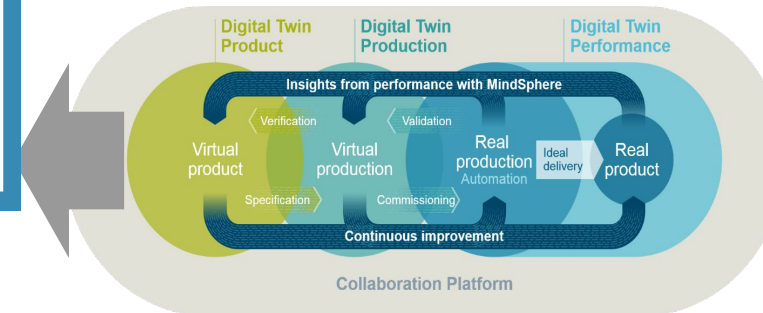 Digital Twin
Product
Digital Twin
Production
Digital Twin
Performance
Insights from performance with MindSphere
Verification
Validation
Virtual
product
Virtual
production
Real
production
Automation
Ideal
delivery
Real
product
Specification
Commissioning
Continuous improvement
Collaboration Platform